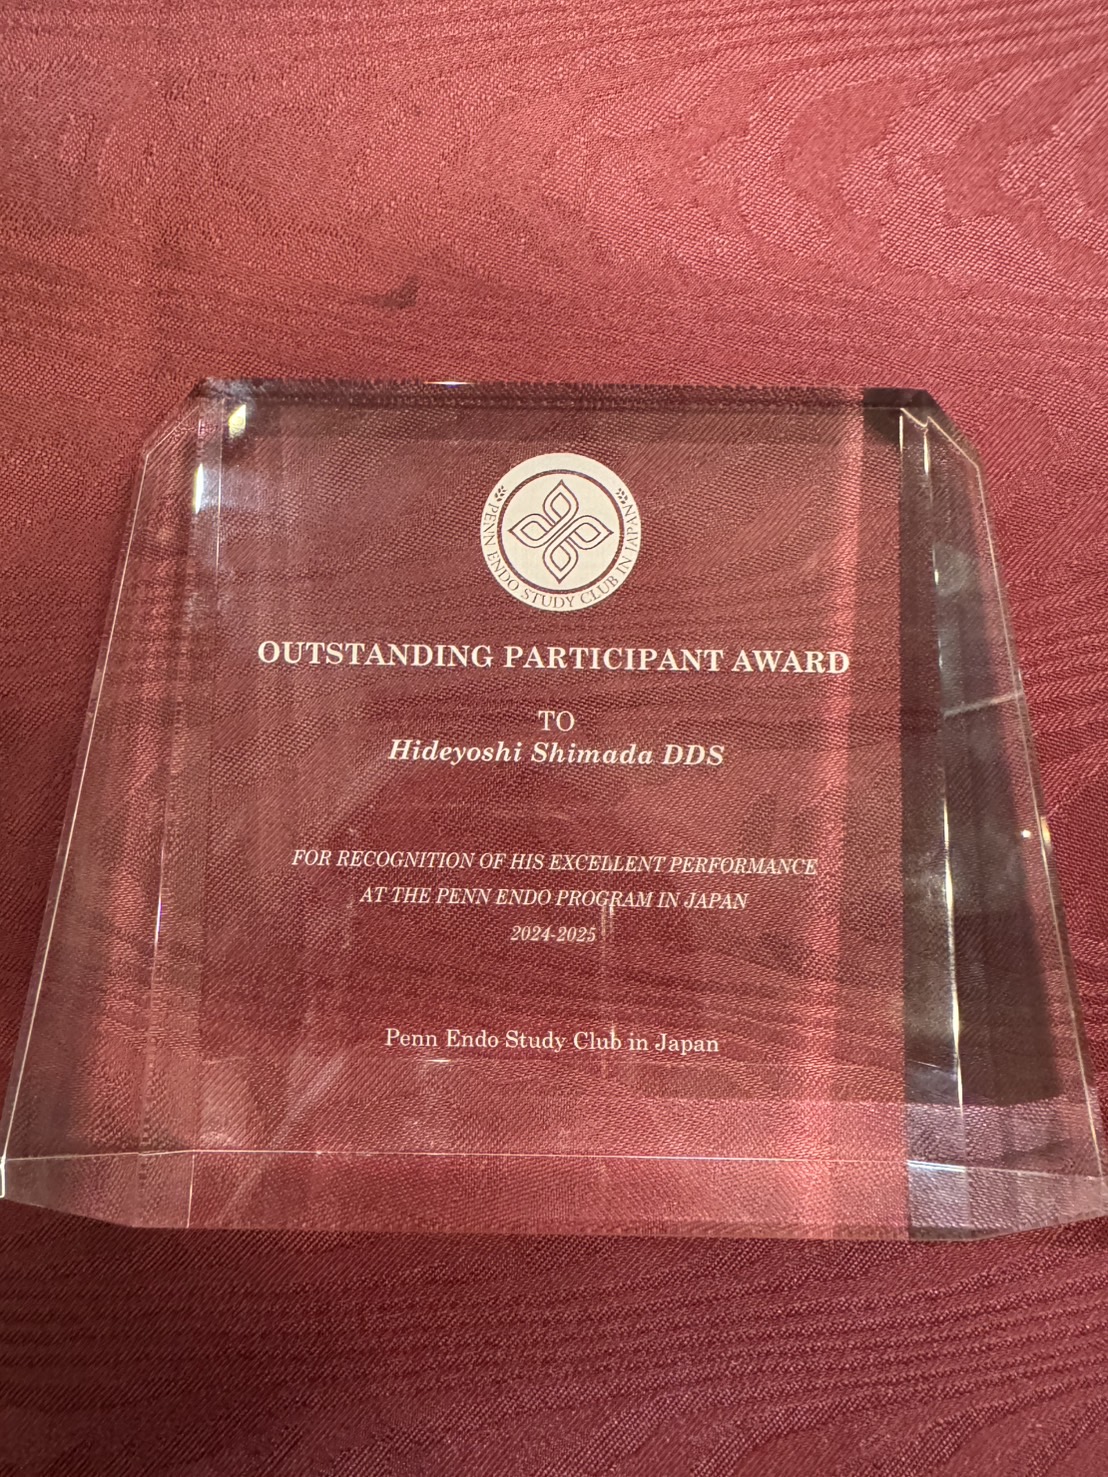 PENN ENDO STUDY CLUB IN JAPAN
OUTSTANDING PARTICIPANT AWARD
TO
Hideyoshi Shimada DDS
FOR RECOGNITION OF HIS EXCELLENT PERFORMANCE
AT THE PENN ENDO PROGRAM IN JAPAN
2024-2025
Penn Endo Study Club in Japan